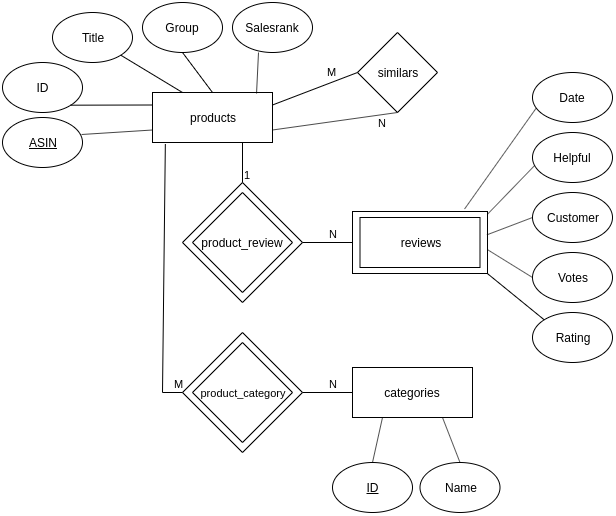 Group
Salesrank
Title
similars
M
ID
Date
products
N
ASIN
Helpful
1
Customer
N
product_review
reviews
Votes
Rating
M
N
product_category
categories
ID
Name